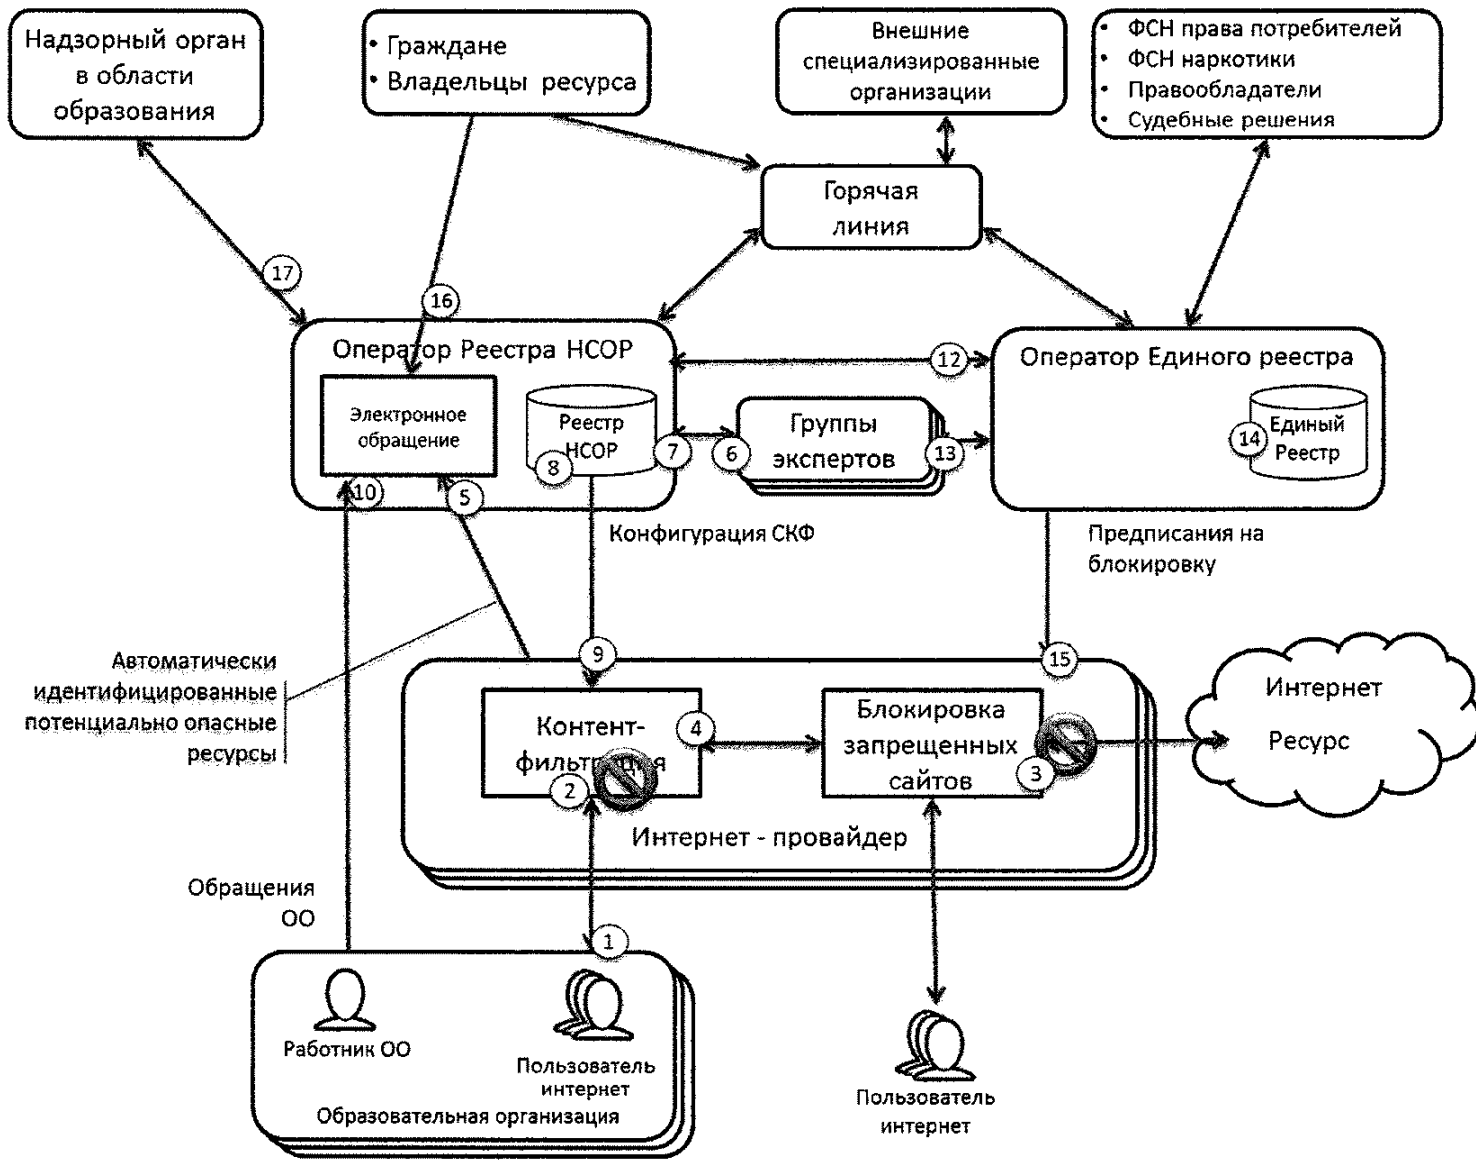 Надзорный орган
в области
образования
• Граждане
• Владельцы ресурса
Внешние
специализированные
организации
• ФСН права потребителей
• ФСН наркотики
• Правообладатели
• Судебные решения
Горячая
линия
17
16
Оператор Реестра НСОР
Электронное
обращение
Реестр
НСОР
8
10
5
7
6
Группы
экспертов
13
12
Оператор Единого реестра
14
Единый
Реестр
Конфигурация СКФ
Предписания на
блокировку
Автоматически
идентифицированные
потенциально опасные
ресурсы
9
15
Контент-
фильтрация
4
2
Блокировка
запрещенных
сайтов
3
Интернет
Ресурс
Интернет - провайдер
Обращения
ОО
1
Работник ОО
Пользователь
интернет
Образовательная организация
Пользователь
интернет